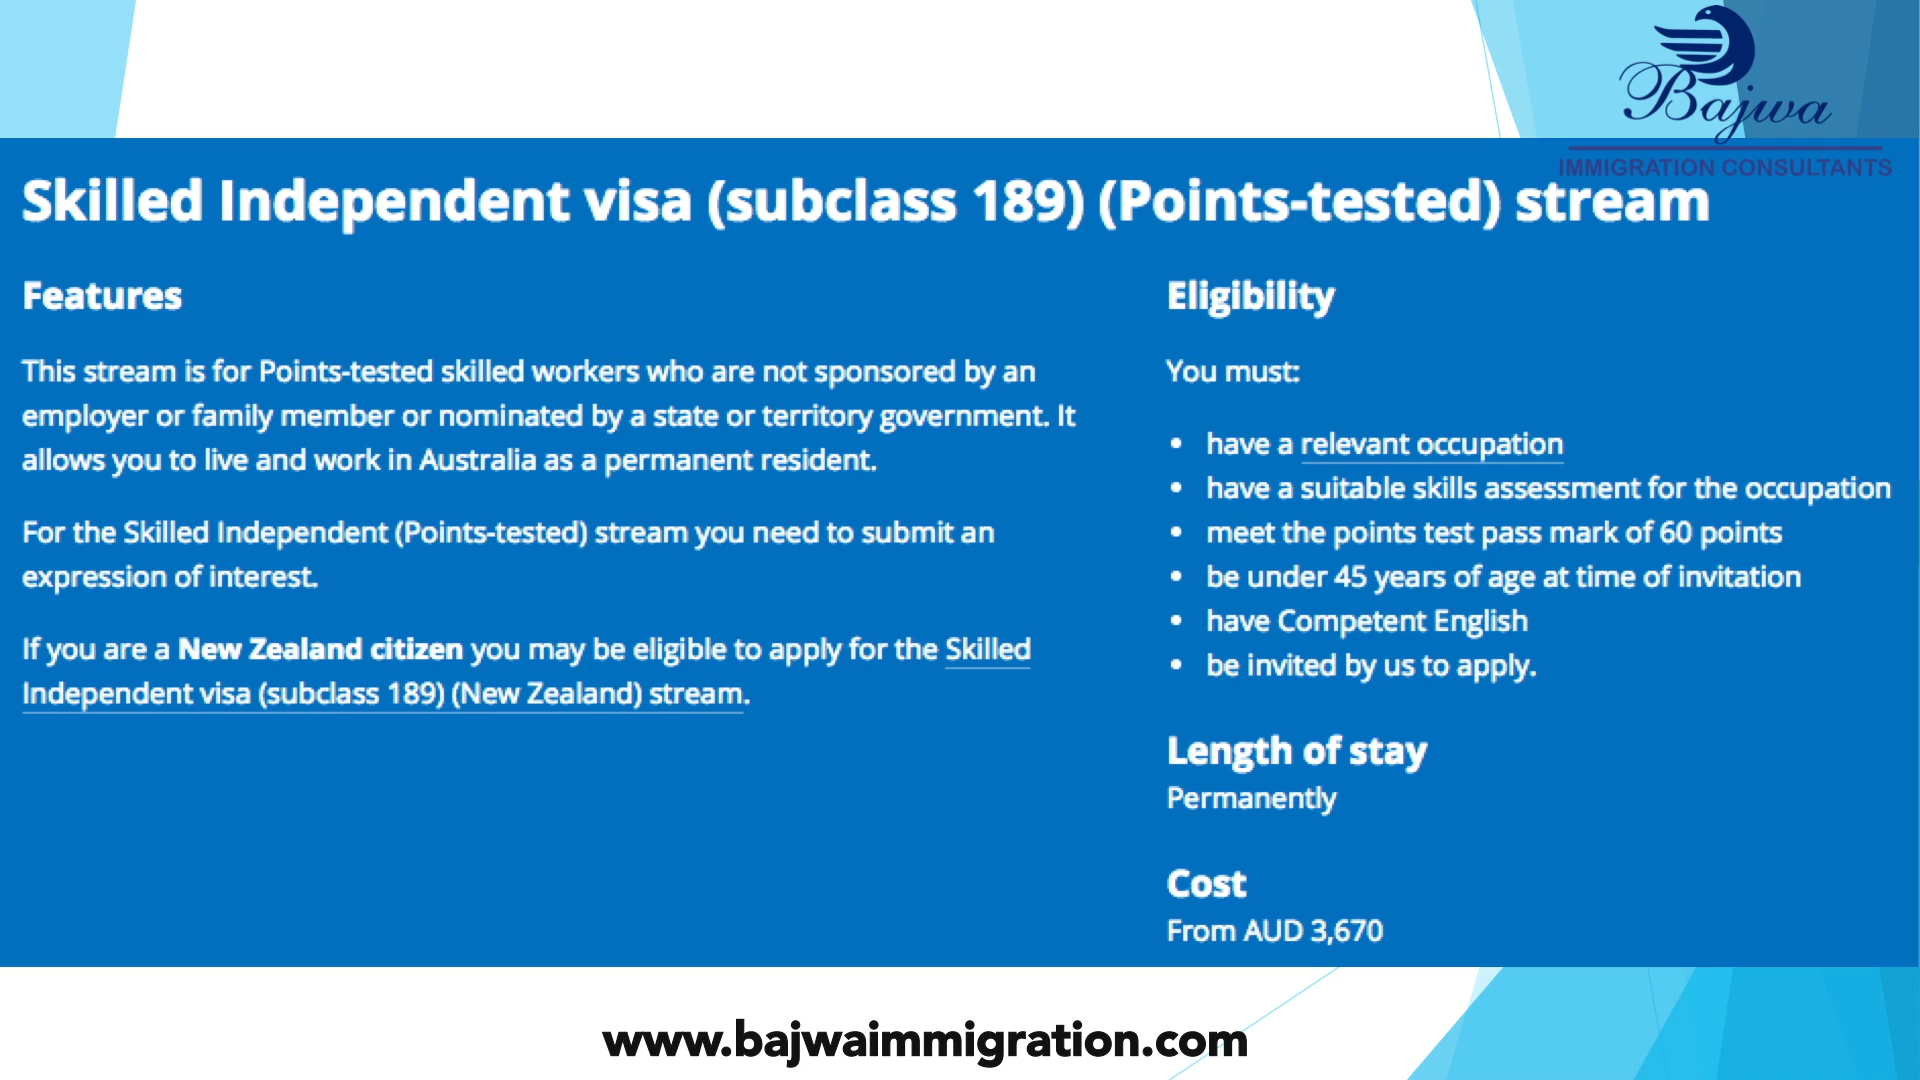 Bajwa
IMMIGRATION CONSULTANTS
Skilled Independent visa (subclass 189) (Points-tested) stream
Features
This stream is for Points-tested skilled workers who are not sponsored by an
employer or family member or nominated by a state or territory government. It
allows you to live and work in Australia as a permanent resident.
For the Skilled Independent (Points-tested) stream you need to submit an
expression of interest.
If you are a New Zealand citizen you may be eligible to apply for the Skilled
Independent visa (subclass 189) (New Zealand) stream.
Eligibility
You must:
• have a relevant occupation
• have a suitable skills assessment for the occupation
• meet the points test pass mark of 60 points
• be under 45 years of age at time of invitation
• have Competent English
• be invited by us to apply.
Length of stay
Permanently
Cost
From AUD 3,670
www.bajwaimmigration.com